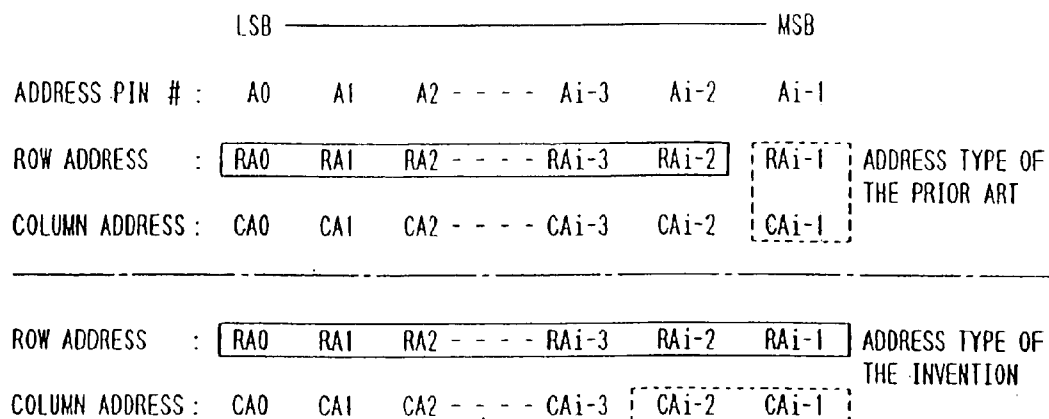 LSB MSB
ADDRESS PIN # : A0 A1 A2 - - - - Ai-3 Ai-2 Ai-1
ROW ADDRESS : RA0 RA1 RA2 - - - - RAi-3 RAi-2 RAi-1 ADDRESS TYPE OF
THE PRIOR ART
COLUMN ADDRESS : CA0 CA1 CA2 - - - - CAi-3 CAi-2 CAi-1
ROW ADDRESS : RA0 RA1 RA2 - - - - RAi-3 RAi-2 RAi-1 ADDRESS TYPE OF
THE INVENTION
COLUMN ADDRESS : CA0 CA1 CA2 - - - - CAi-3 CAi-2 CAi-1